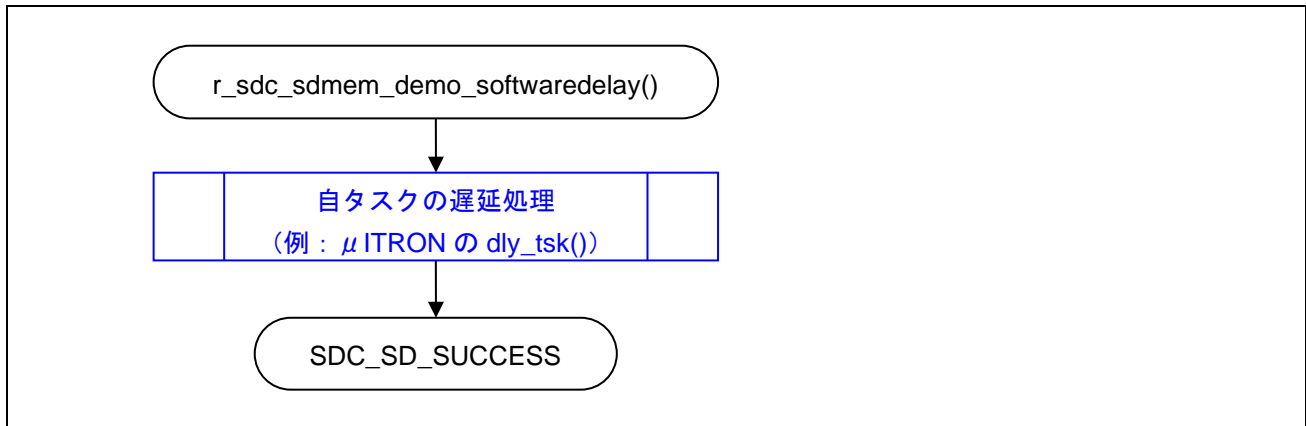 r_sdc_sdmem_demo_softwaredelay()
自タスクの遅延処理
（例：μITRON の dly_tsk()）
SDC_SD_SUCCESS